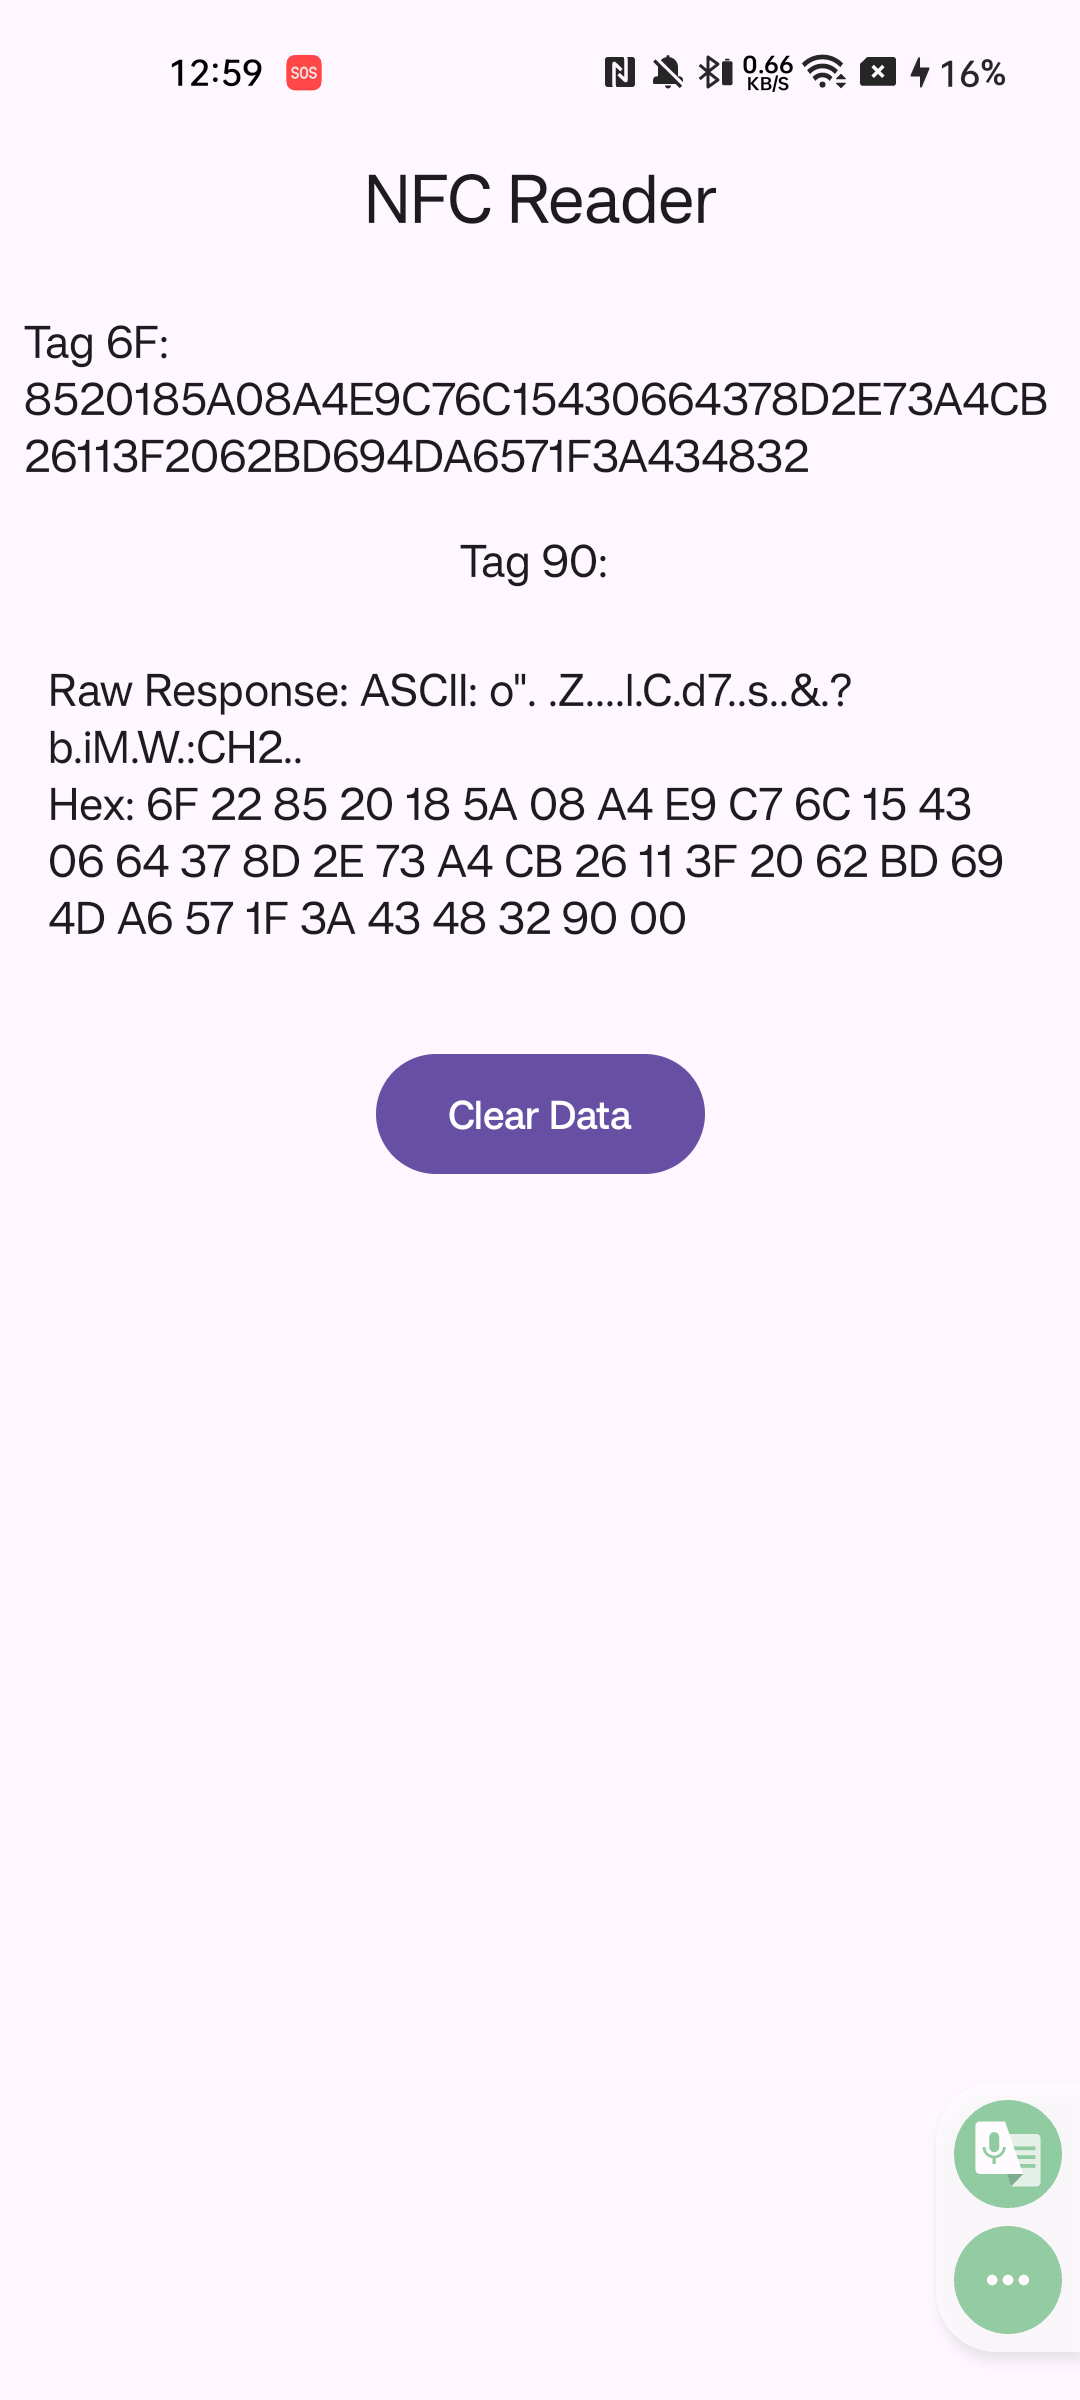 12:59
SOS
0.66
KB/S
16%
NFC Reader
Tag 6F:
8520185A08A4E9C76C15430664378D2E73A4CB
26113F2062BD694DA6571F3A434832
Tag 90:
Raw Response: ASCII: o". .Z....l.C.d7..s..&.?
b.iM.W.:CH2..
Hex: 6F 22 85 20 18 5A 08 A4 E9 C7 6C 15 43
06 64 37 8D 2E 73 A4 CB 26 11 3F 20 62 BD 69
4D A6 57 1F 3A 43 48 32 90 00
Clear Data